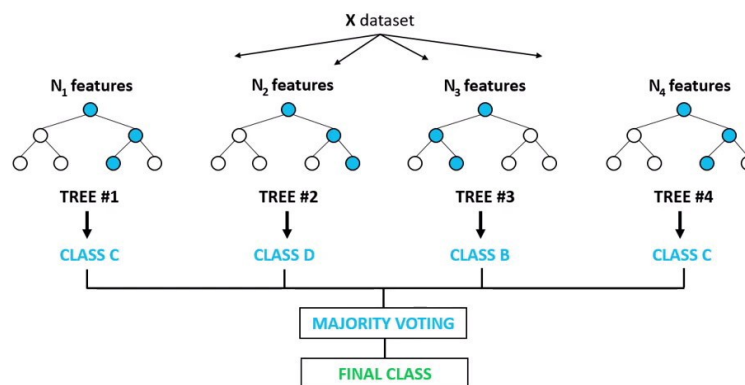 X dataset
N₁ features
N₂ features
N₃ features
N₄ features
TREE #1
TREE #2
TREE #3
TREE #4
CLASS C
CLASS D
CLASS B
CLASS C
MAJORITY VOTING
FINAL CLASS